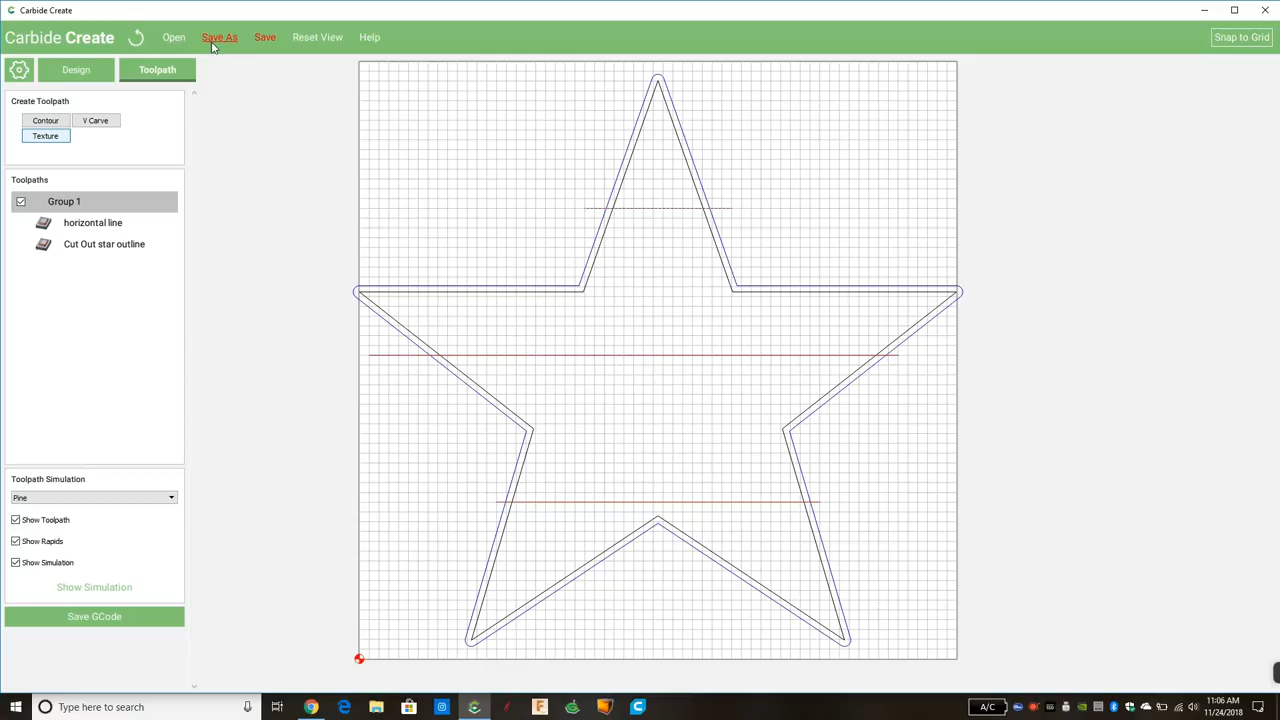 Carbide Create
Carbide Create Open Save As Save Reset View Help Snap to Grid
Design Toolpath
Create Toolpath
Contour V Carve
Texture
Toolpaths
Group 1
horizontal line
Cut Out star outline
Toolpath Simulation
Pine
Show Toolpath
Show Rapids
Show Simulation
Show Simulation
Save GCode
Type here to search
A/C
11:06 AM
11/24/2018